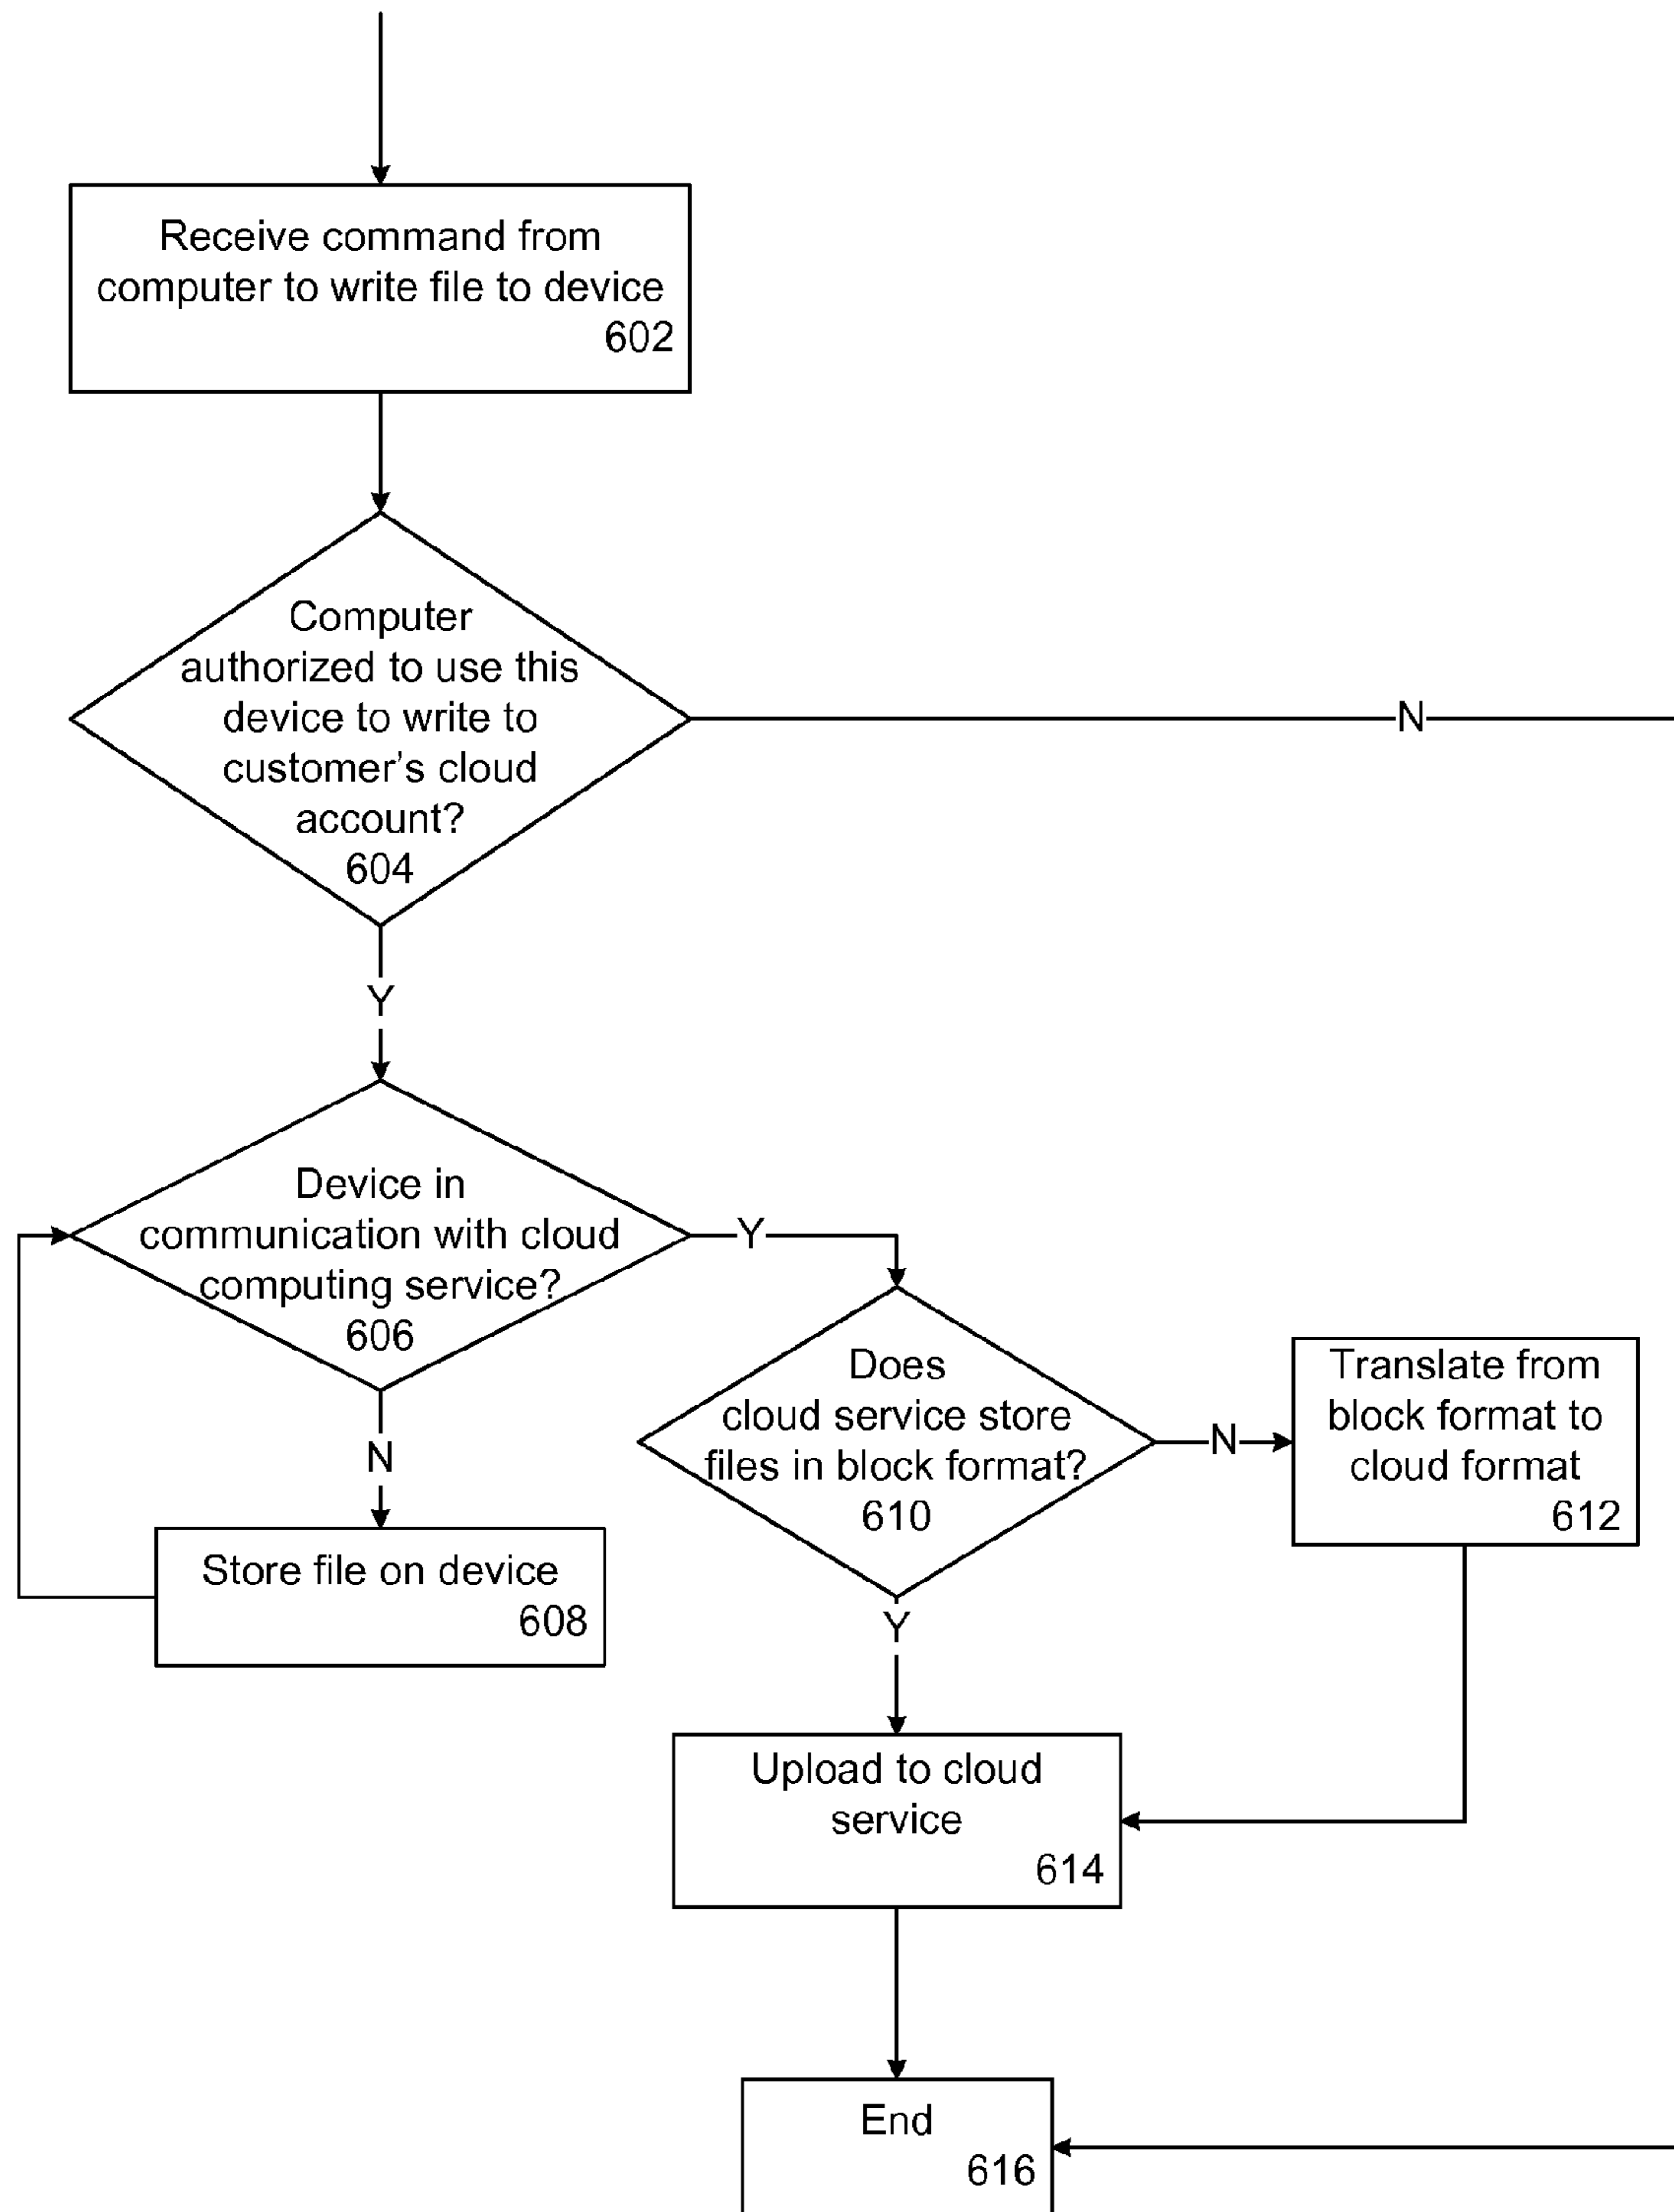 Receive command from
computer to write file to device
602
Computer
authorized to use this
device to write to
customer's cloud
account?
604
N
Y
Device in
communication with cloud
computing service?
606
Y
N
Store file on device
608
Does
cloud service store
files in block format?
610
N
Translate from
block format to
cloud format
612
Y
Upload to cloud
service
614
End
616